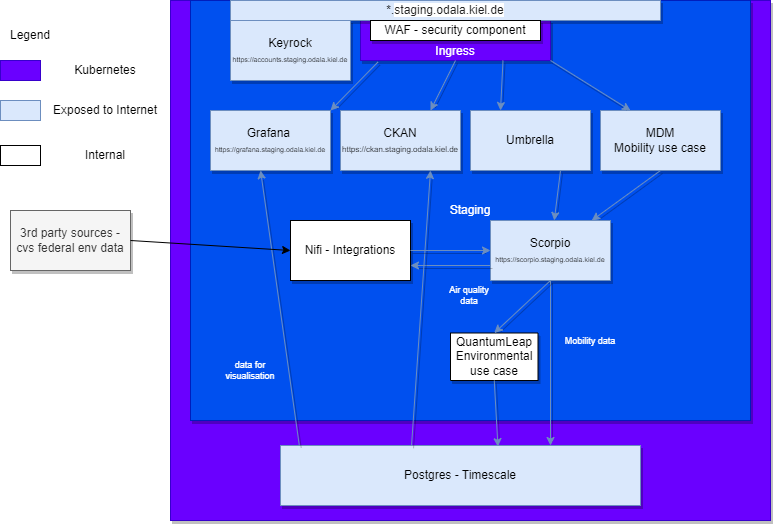 *.staging.odala.kiel.de
WAF - security component
Ingress
Keyrock
https://accounts.staging.odala.kiel.de
Legend
Kubernetes
Exposed to Internet
Internal
Grafana
https://grafana.staging.odala.kiel.de
CKAN
https://ckan.staging.odala.kiel.de
Umbrella
MDM
Mobility use case
3rd party sources -
cvs federal env data
Staging
Nifi - Integrations
Scorpio
https://scorpio.staging.odala.kiel.de
Air quality
data
QuantumLeap
Environmental
use case
Mobility data
data for
visualisation
Postgres - Timescale